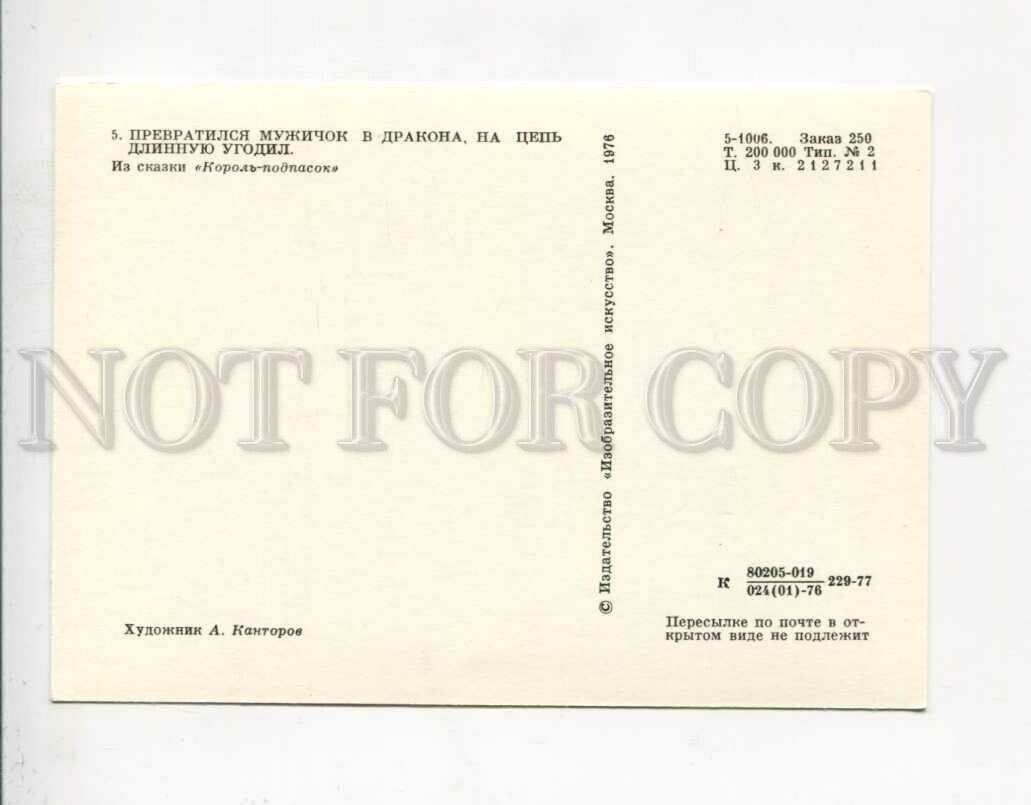 5. ПРЕВРАТИЛСЯ МУЖИЧОК В ДРАКОНА, НА ЦЕПЬ
ДЛИННУЮ УГОДИЛ.
Из сказки «Король-подпасок»
Художник А. Канторов
© Издательство «Изобразительное искусство». Москва. 1976
5-1006. Заказ 250
Т. 200 000 Тип. № 2
Ц. 3 к. 2127211
К 80205-019 229-77
024(01)-76
Пересылке по почте в от-
крытом виде не подлежит
NOT FOR COPY